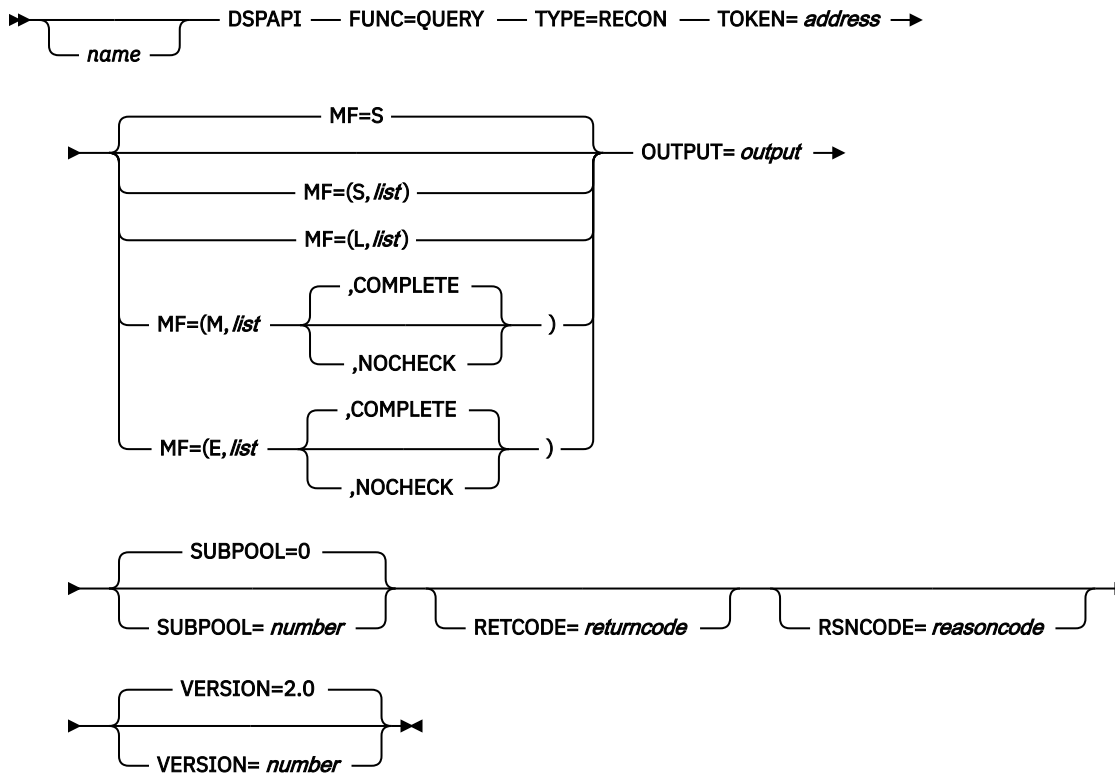 DSPAPI FUNC=QUERY TYPE=RECON TOKEN= address
name
MF=S
OUTPUT= output
MF=(S,list)
MF=(L,list)
,COMPLETE
MF=(M,list )
,NOCHECK
,COMPLETE
MF=(E,list )
,NOCHECK
SUBPOOL=0
SUBPOOL= number RETCODE= returncode RSNCODE= reasoncode
VERSION=2.0
VERSION= number